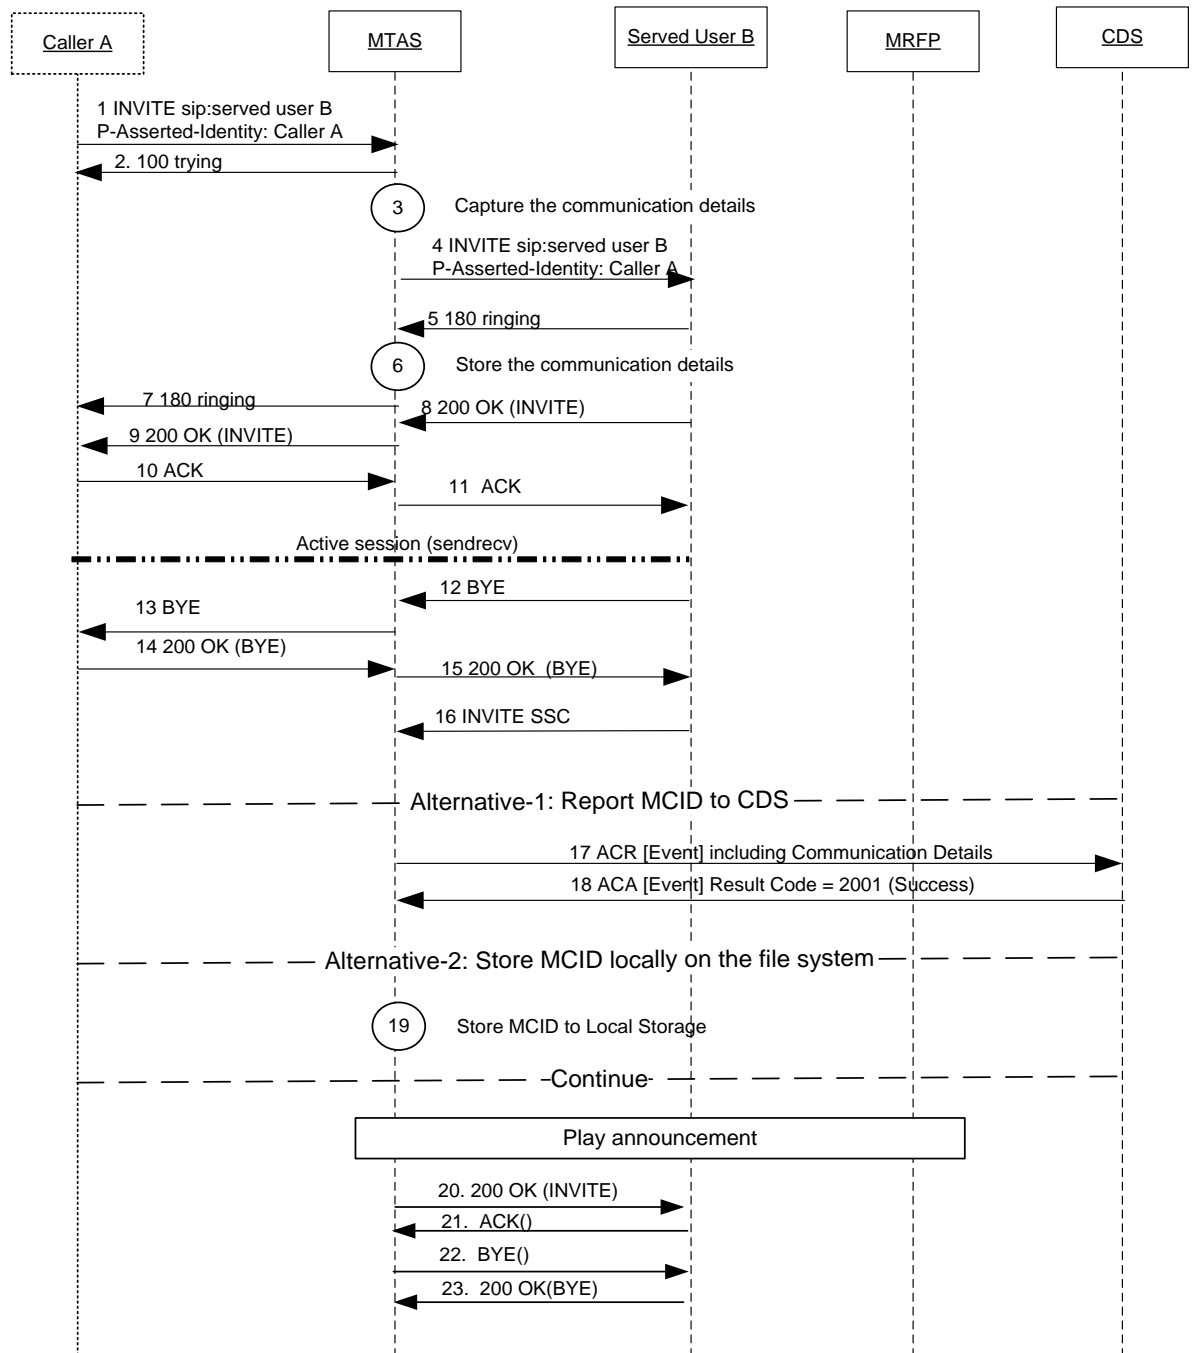 Caller A
MTAS
Served User B
MRFP
CDS
1 INVITE sip:served user B
P-Asserted-Identity: Caller A
2. 100 trying
3
Capture the communication details
4 INVITE sip:served user B
P-Asserted-Identity: Caller A
5 180 ringing
6
Store the communication details
7 180 ringing
8 200 OK (INVITE)
9 200 OK (INVITE)
10 ACK
11 ACK
Active session (sendrecv)
12 BYE
13 BYE
14 200 OK (BYE)
15 200 OK (BYE)
16 INVITE SSC
Alternative-1: Report MCID to CDS
17 ACR [Event] including Communication Details
18 ACA [Event] Result Code = 2001 (Success)
Alternative-2: Store MCID locally on the file system
19
Store MCID to Local Storage
Continue
Play announcement
20. 200 OK (INVITE)
21. ACK()
22. BYE()
23. 200 OK(BYE)